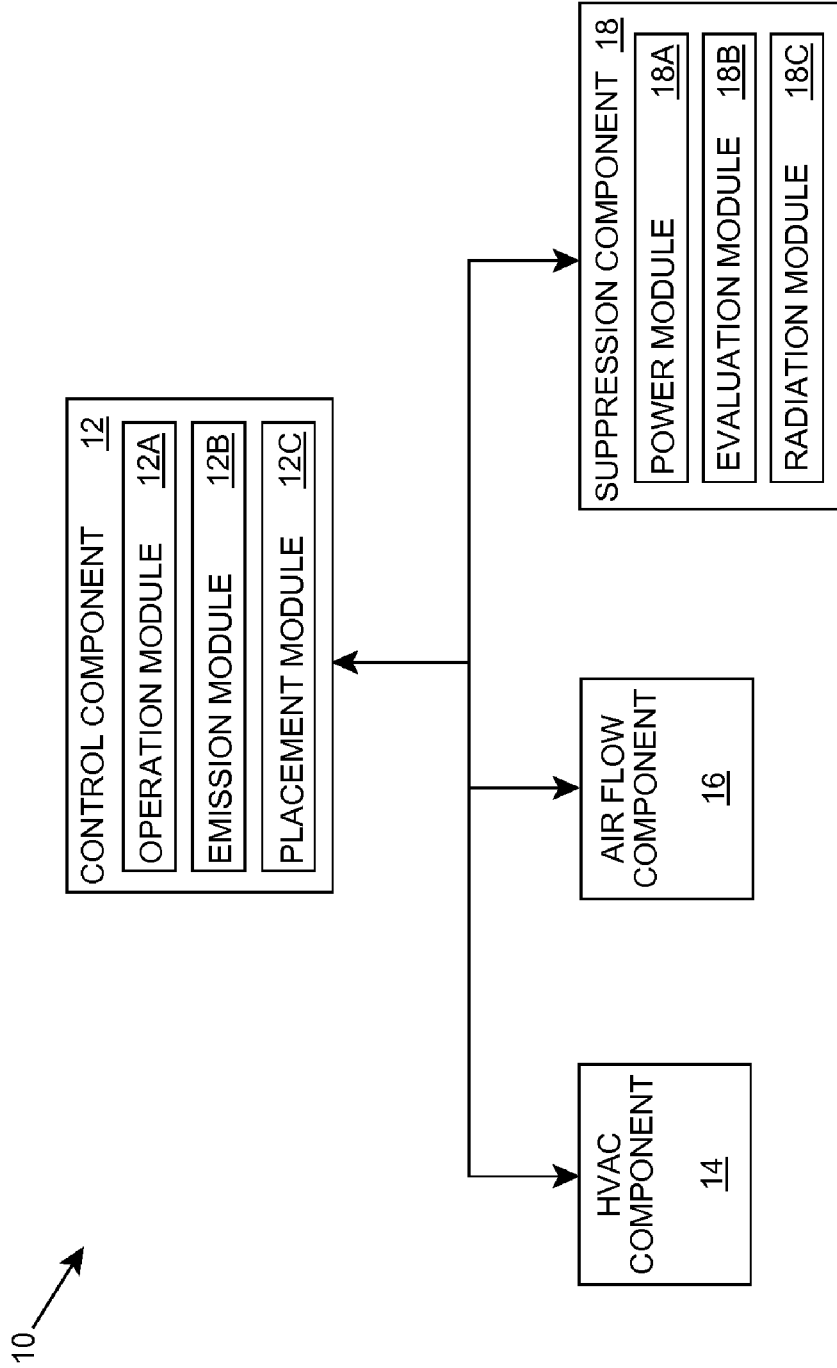 10
CONTROL COMPONENT 12
OPERATION MODULE 12A
EMISSION MODULE 12B
PLACEMENT MODULE 12C
HVAC
COMPONENT
14
AIR FLOW
COMPONENT
16
SUPPRESSION COMPONENT 18
POWER MODULE 18A
EVALUATION MODULE 18B
RADIATION MODULE 18C